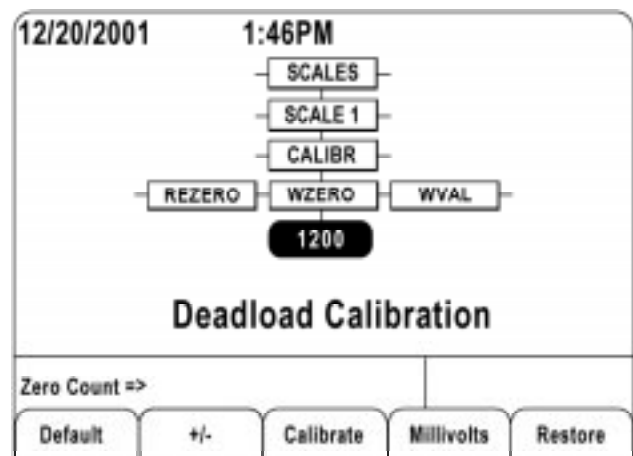 12/20/2001 1:46PM
SCALES
SCALE 1
CALIBR
REZERO WZERO WVAL
1200
Deadload Calibration
Zero Count =>
Default +/- Calibrate Millivolts Restore